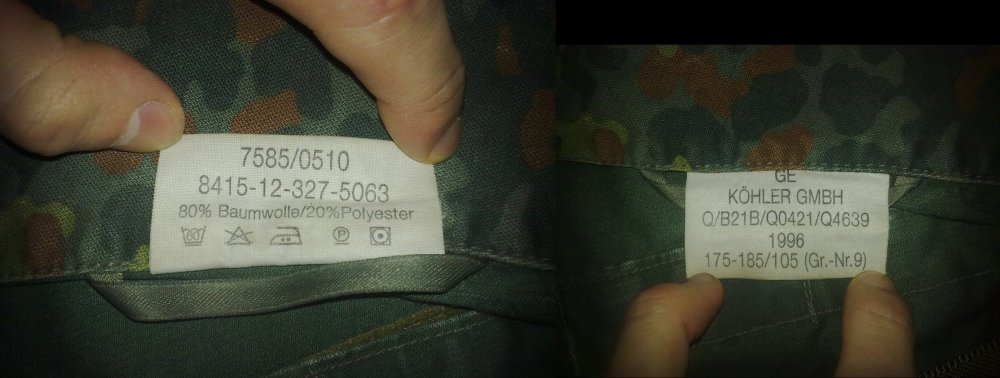 7585/0510
8415-12-327-5063
80% Baumwolle/20%Polyester
60
P
GE
KÖHLER GMBH
Q/B21B/Q0421/Q4639
1996
175-185/105 (Gr.-Nr.9)